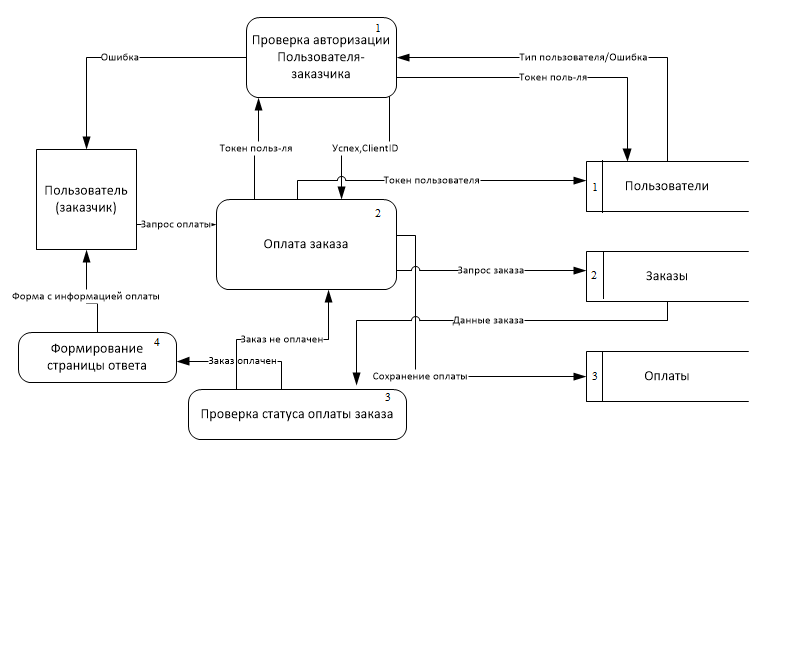 1
Проверка авторизации
Пользователя-
заказчика
Ошибка
Тип пользователя/Ошибка
Токен поль-ля
Токен польз-ля
Успех,ClientID
Токен пользователя
1
Пользователи
Пользователь
(заказчик)
Запрос оплаты
2
Оплата заказа
Запрос заказа
2
Заказы
Форма с информацией оплаты
Данные заказа
4
Формирование
страницы ответа
Заказ не оплачен
Заказ оплачен
Сохранение оплаты
3
Оплаты
3
Проверка статуса оплаты заказа